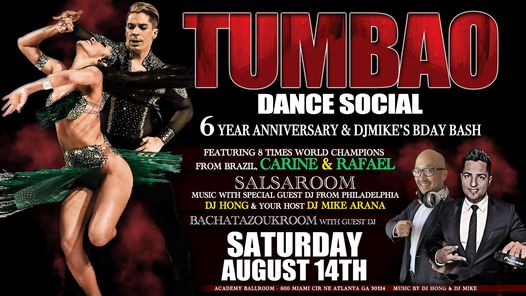 TUMBAO
DANCE SOCIAL
6 YEAR ANNIVERSARY & DJMIKE'S BDAY BASH
FEATURING 8 TIMES WORLD CHAMPIONS
FROM BRAZIL, CARINE & RAFAEL
SALSAROOM
MUSIC WITH SPECIAL GUEST DJ FROM PHILADELPHIA
DJ HONG & YOUR HOST DJ MIKE ARANA
BACHATAZOUKROOM WITH GUEST DJ
SATURDAY
AUGUST 14TH
ACADEMY BALLROOM - 800 MIAMI CIR NE ATLANTA GA 30324 MUSIC BY DJ HONG & DJ MIKE